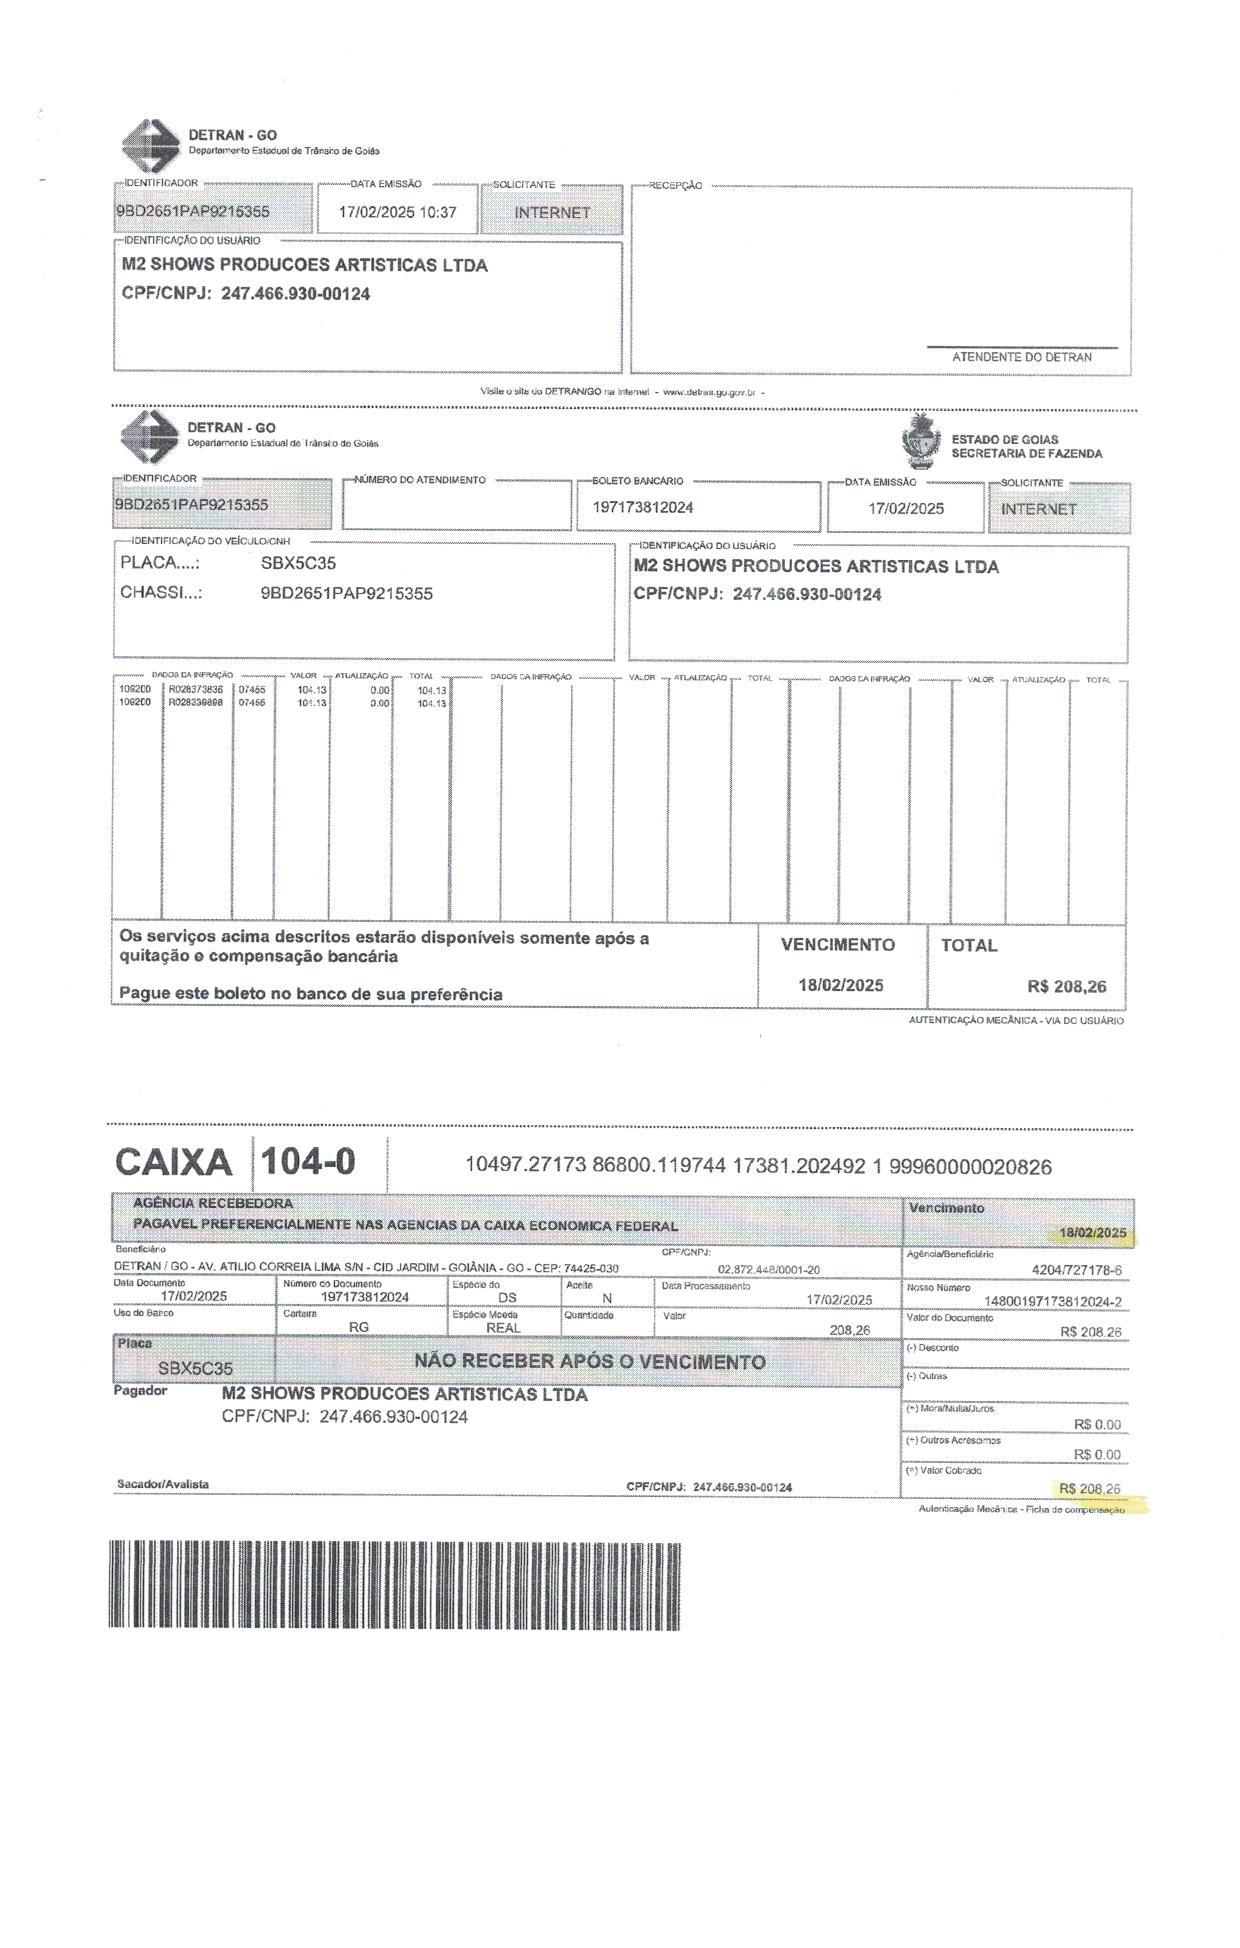 DETRAN - GO
Departamento Estadual de Trânsito de Goiás
IDENTIFICADOR
DATA EMISSÃO
SOLICITANTE
RECEPÇÃO
9BD2651PAP9215355
17/02/2025 10:37
INTERNET
IDENTIFICAÇÃO DO USUÁRIO
M2 SHOWS PRODUCOES ARTISTICAS LTDA
CPF/CNPJ: 247.466.930-00124
ATENDENTE DO DETRAN
Visite o site do DETRAN/GO na Internet - www.detran.go.gov.br -
DETRAN - GO
Departamento Estadual de Trânsito de Goiás
ESTADO DE GOIAS
SECRETARIA DE FAZENDA
IDENTIFICADOR
NÚMERO DO ATENDIMENTO
BOLETO BANCÁRIO
DATA EMISSÃO
SOLICITANTE
9BD2651PAP9215355
197173812024
17/02/2025
INTERNET
IDENTIFICAÇÃO DO VEÍCULO/CNH
PLACA....: SBX5C35
CHASSI...: 9BD2651PAP9215355
IDENTIFICAÇÃO DO USUÁRIO
M2 SHOWS PRODUCOES ARTISTICAS LTDA
CPF/CNPJ: 247.466.930-00124
DADOS DA INFRAÇÃO VALOR ATUALIZAÇÃO TOTAL DADOS DA INFRAÇÃO VALOR ATUALIZAÇÃO TOTAL DADOS DA INFRAÇÃO VALOR ATUALIZAÇÃO TOTAL
109200 R028373836 07455 104.13 0.00 104.13
109200 R028339898 07455 104.13 0.00 104.13
Os serviços acima descritos estarão disponíveis somente após a
quitação e compensação bancária
Pague este boleto no banco de sua preferência
VENCIMENTO
18/02/2025
TOTAL
R$ 208,26
AUTENTICAÇÃO MECÂNICA - VIA DO USUÁRIO
CAIXA 104-0 10497.27173 86800.119744 17381.202492 1 99960000020826
AGÊNCIA RECEBEDORA
PAGAVEL PREFERENCIALMENTE NAS AGENCIAS DA CAIXA ECONOMICA FEDERAL
Vencimento
18/02/2025
Beneficiário
CPF/CNPJ:
DETRAN / GO - AV. ATILIO CORREIA LIMA S/N - CID JARDIM - GOIÂNIA - GO - CEP: 74425-030
02.872.448/0001-20
Agência/Beneficiário
4204/727178-6
Data Documento
17/02/2025
Número do Documento
197173812024
Espécie do
DS
Aceite
N
Data Processamento
17/02/2025
Nosso Número
14800197173812024-2
Uso do Banco
Carteira
RG
Espécie Moeda
REAL
Quantidade
Valor
208,26
Valor do Documento
R$ 208.26
Placa
SBX5C35
NÃO RECEBER APÓS O VENCIMENTO
(-) Desconto
(-) Outras
Pagador
M2 SHOWS PRODUCOES ARTISTICAS LTDA
CPF/CNPJ: 247.466.930-00124
(+) Mora/Multa/Juros
R$ 0.00
(+) Outros Acréscimos
R$ 0.00
(=) Valor Cobrado
R$ 208.26
Sacador/Avalista
CPF/CNPJ: 247.466.930-00124
Autenticação Mecânica - Ficha de compensação